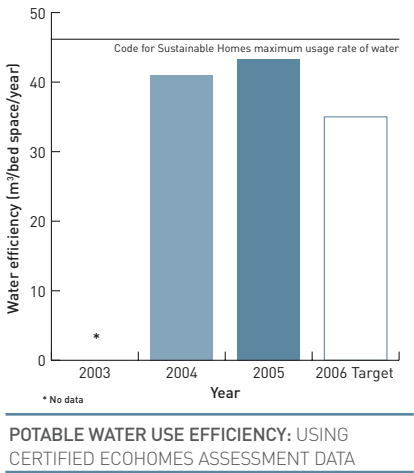 50
Code for Sustainable Homes maximum usage rate of water
40
30
20
10
0
Water efficiency (m³/bed space/year)
*
2003 2004 2005 2006 Target
Year
* No data
POTABLE WATER USE EFFICIENCY: USING
CERTIFIED ECOHOMES ASSESSMENT DATA